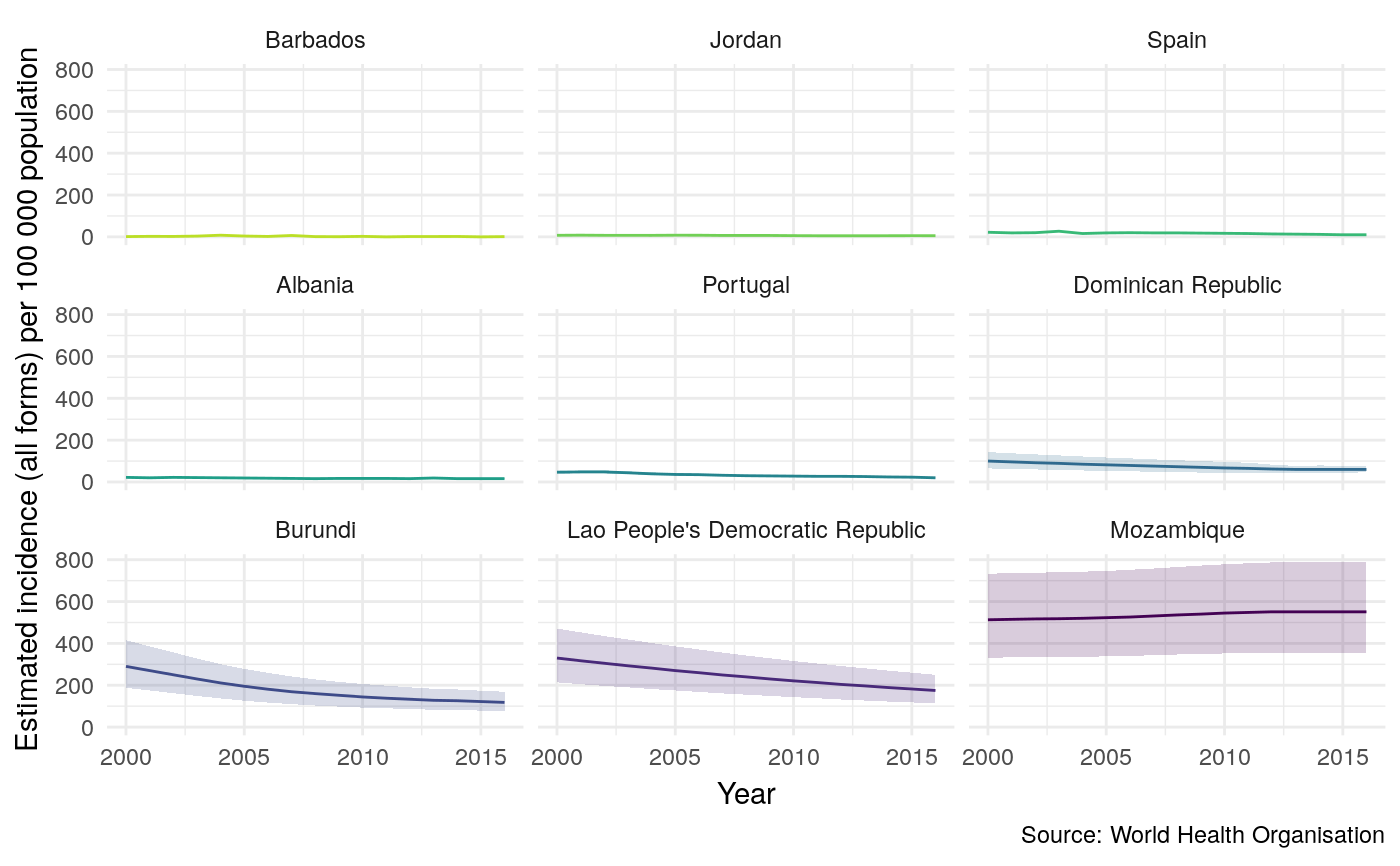 Barbados Jordan Spain
Estimated incidence (all forms) per 100 000 population
800
600
400
200
0
Albania Portugal Dominican Republic
800
600
400
200
0
Burundi Lao People's Democratic Republic Mozambique
800
600
400
200
0
2000 2005 2010 2015 2000 2005 2010 2015 2000 2005 2010 2015
Year
Source: World Health Organisation